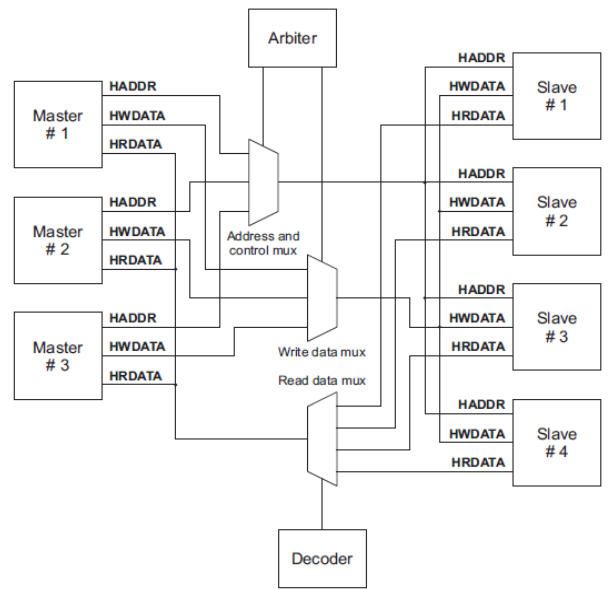 Arbiter
Master
# 1
HADDR
HWDATA
HRDATA
Master
# 2
HADDR
HWDATA
HRDATA
Master
# 3
HADDR
HWDATA
HRDATA
Address and
control mux
Write data mux
Read data mux
HADDR
HWDATA
HRDATA
Slave
# 1
HADDR
HWDATA
HRDATA
Slave
# 2
HADDR
HWDATA
HRDATA
Slave
# 3
HADDR
HWDATA
HRDATA
Slave
# 4
Decoder